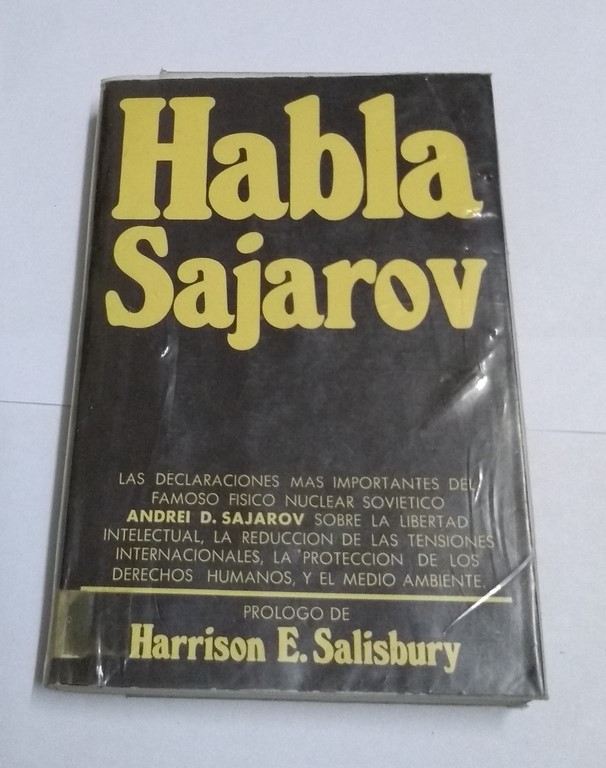 Habla
Sajarov
LAS DECLARACIONES MAS IMPORTANTES DEL
FAMOSO FISICO NUCLEAR SOVIETICO
ANDREI D. SAJAROV SOBRE LA LIBERTAD
INTELECTUAL, LA REDUCCION DE LAS TENSIONES
INTERNACIONALES, LA PROTECCION DE LOS
DERECHOS HUMANOS, Y EL MEDIO AMBIENTE.
PROLOGO DE
Harrison E. Salisbury